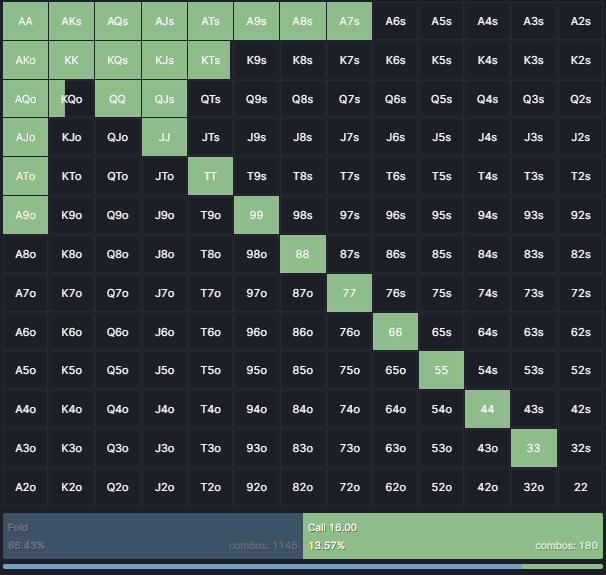 AA AKs AQs AJs ATs A9s A8s A7s A6s A5s A4s A3s A2s
AKo KK KQs KJs KTs K9s K8s K7s K6s K5s K4s K3s K2s
AQo KQo QQ QJs QTs Q9s Q8s Q7s Q6s Q5s Q4s Q3s Q2s
AJo KJo QJo JJ JTs J9s J8s J7s J6s J5s J4s J3s J2s
ATo KTo QTo JTo TT T9s T8s T7s T6s T5s T4s T3s T2s
A9o K9o Q9o J9o T9o 99 98s 97s 96s 95s 94s 93s 92s
A8o K8o Q8o J8o T8o 98o 88 87s 86s 85s 84s 83s 82s
A7o K7o Q7o J7o T7o 97o 87o 77 76s 75s 74s 73s 72s
A6o K6o Q6o J6o T6o 96o 86o 76o 66 65s 64s 63s 62s
A5o K5o Q5o J5o T5o 95o 85o 75o 65o 55 54s 53s 52s
A4o K4o Q4o J4o T4o 94o 84o 74o 64o 54o 44 43s 42s
A3o K3o Q3o J3o T3o 93o 83o 73o 63o 53o 43o 33 32s
A2o K2o Q2o J2o T2o 92o 82o 72o 62o 52o 42o 32o 22
Fold Call 16.00
86.43% combos: 1146 13.57% combos: 180